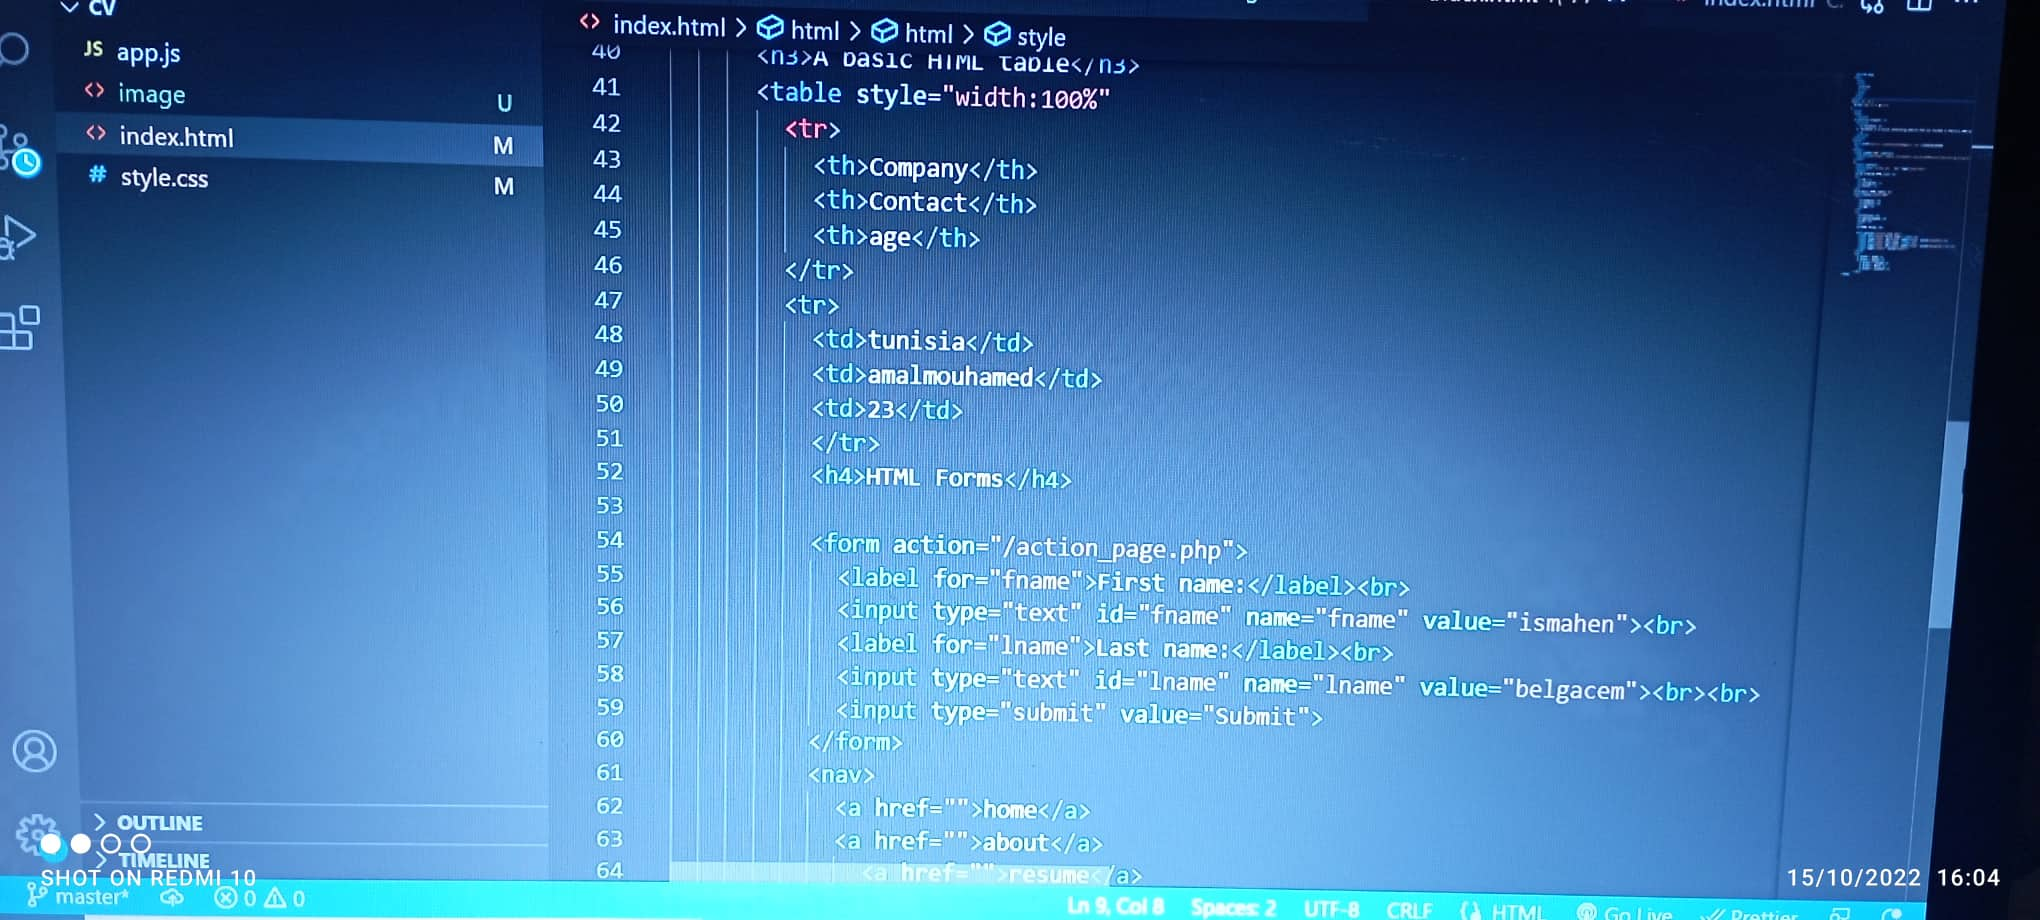 CV
JS app.js
<> image U
<> index.html M
# style.css M
OUTLINE
TIMELINE
<> index.html > html > html > style
40 <h3>A basic HTML table</h3>
41 <table style="width:100%"
42 <tr>
43 <th>Company</th>
44 <th>Contact</th>
45 <th>age</th>
46 </tr>
47 <tr>
48 <td>tunisia</td>
49 <td>amalmouhamed</td>
50 <td>23</td>
51 </tr>
52 <h4>HTML Forms</h4>
53
54 <form action="/action_page.php">
55 <label for="fname">First name:</label><br>
56 <input type="text" id="fname" name="fname" value="ismahen"><br>
57 <label for="lname">Last name:</label><br>
58 <input type="text" id="lname" name="lname" value="belgacem"><br><br>
59 <input type="submit" value="Submit">
60 </form>
61 <nav>
62 <a href="">home</a>
63 <a href="">about</a>
64 <a href="">resume</a>
SHOT ON REDMI 10
15/10/2022 16:04
master* 0 0 Ln 9, Col 8 Spaces: 2 UTF-8 CRLF HTML Go Live Prettier